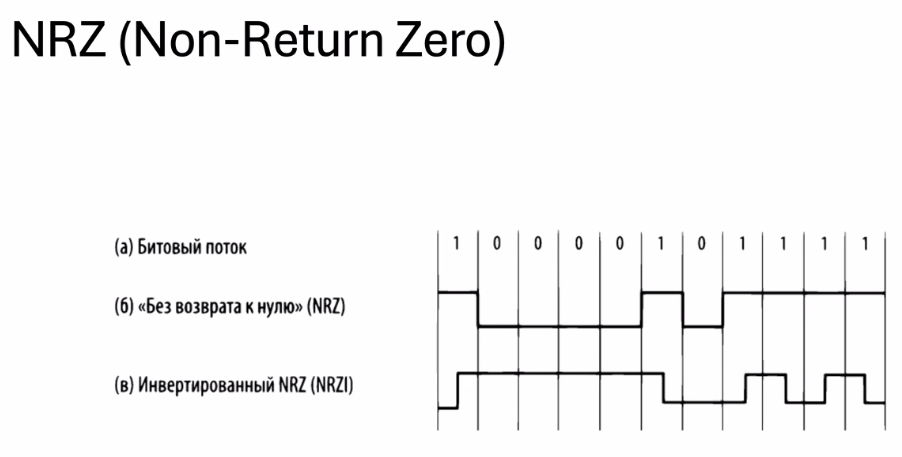 NRZ (Non-Return Zero)
(а) Битовый поток 1 0 0 0 0 1 0 1 1 1 1
(б) «Без возврата к нулю» (NRZ)
(в) Инвертированный NRZ (NRZI)